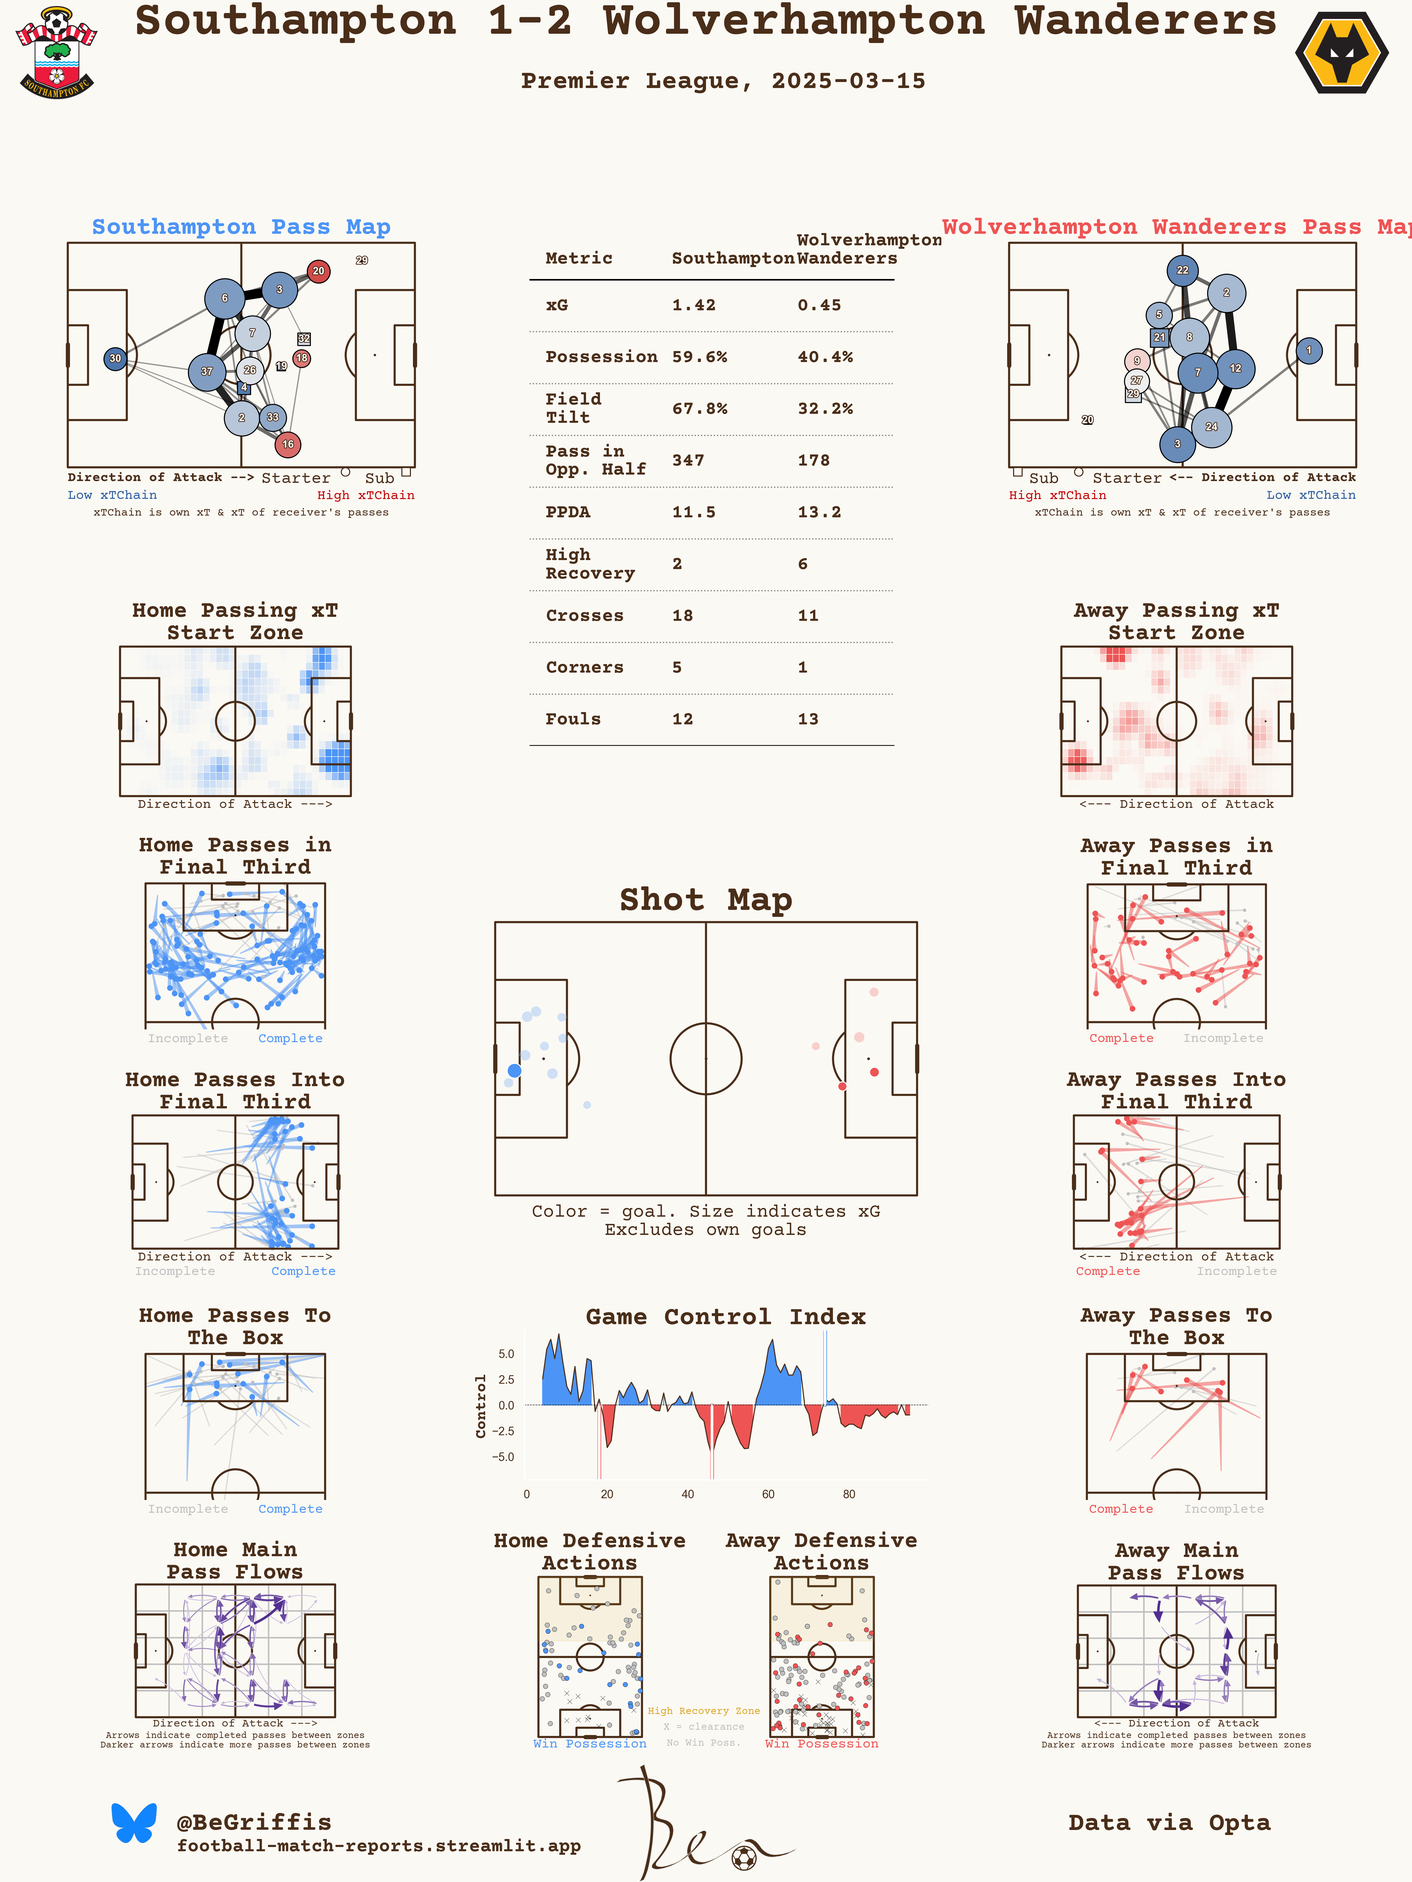 Southampton 1-2 Wolverhampton Wanderers
Premier League, 2025-03-15
SOUTHAMPTON FC
Southampton Pass Map
20
29
3
6
7
32
30
18
19
37
26
4
2
33
16
Direction of Attack --> Starter Sub
Low xTChain High xTChain
xTChain is own xT & xT of receiver's passes
Metric Southampton Wolverhampton Wanderers
xG 1.42 0.45
Possession 59.6% 40.4%
Field Tilt 67.8% 32.2%
Pass in Opp. Half 347 178
PPDA 11.5 13.2
High Recovery 2 6
Crosses 18 11
Corners 5 1
Fouls 12 13
Wolverhampton Wanderers Pass Map
22
2
5
21
8
1
9
12
7
27
29
20
24
3
Sub Starter <-- Direction of Attack
High xTChain Low xTChain
xTChain is own xT & xT of receiver's passes
Home Passing xT
Start Zone
Direction of Attack --->
Away Passing xT
Start Zone
<--- Direction of Attack
Home Passes in
Final Third
Incomplete Complete
Away Passes in
Final Third
Complete Incomplete
Shot Map
Color = goal. Size indicates xG
Excludes own goals
Home Passes Into
Final Third
Direction of Attack --->
Incomplete Complete
Away Passes Into
Final Third
<--- Direction of Attack
Complete Incomplete
Home Passes To
The Box
Incomplete Complete
Game Control Index
Control
5.0
2.5
0.0
−2.5
−5.0
0 20 40 60 80
Away Passes To
The Box
Complete Incomplete
Home Main
Pass Flows
Direction of Attack --->
Arrows indicate completed passes between zones
Darker arrows indicate more passes between zones
Home Defensive
Actions
Win Possession
High Recovery Zone
X = clearance
No Win Poss.
Away Defensive
Actions
Win Possession
Away Main
Pass Flows
<--- Direction of Attack
Arrows indicate completed passes between zones
Darker arrows indicate more passes between zones
@BeGriffis
football-match-reports.streamlit.app
Ben
Data via Opta